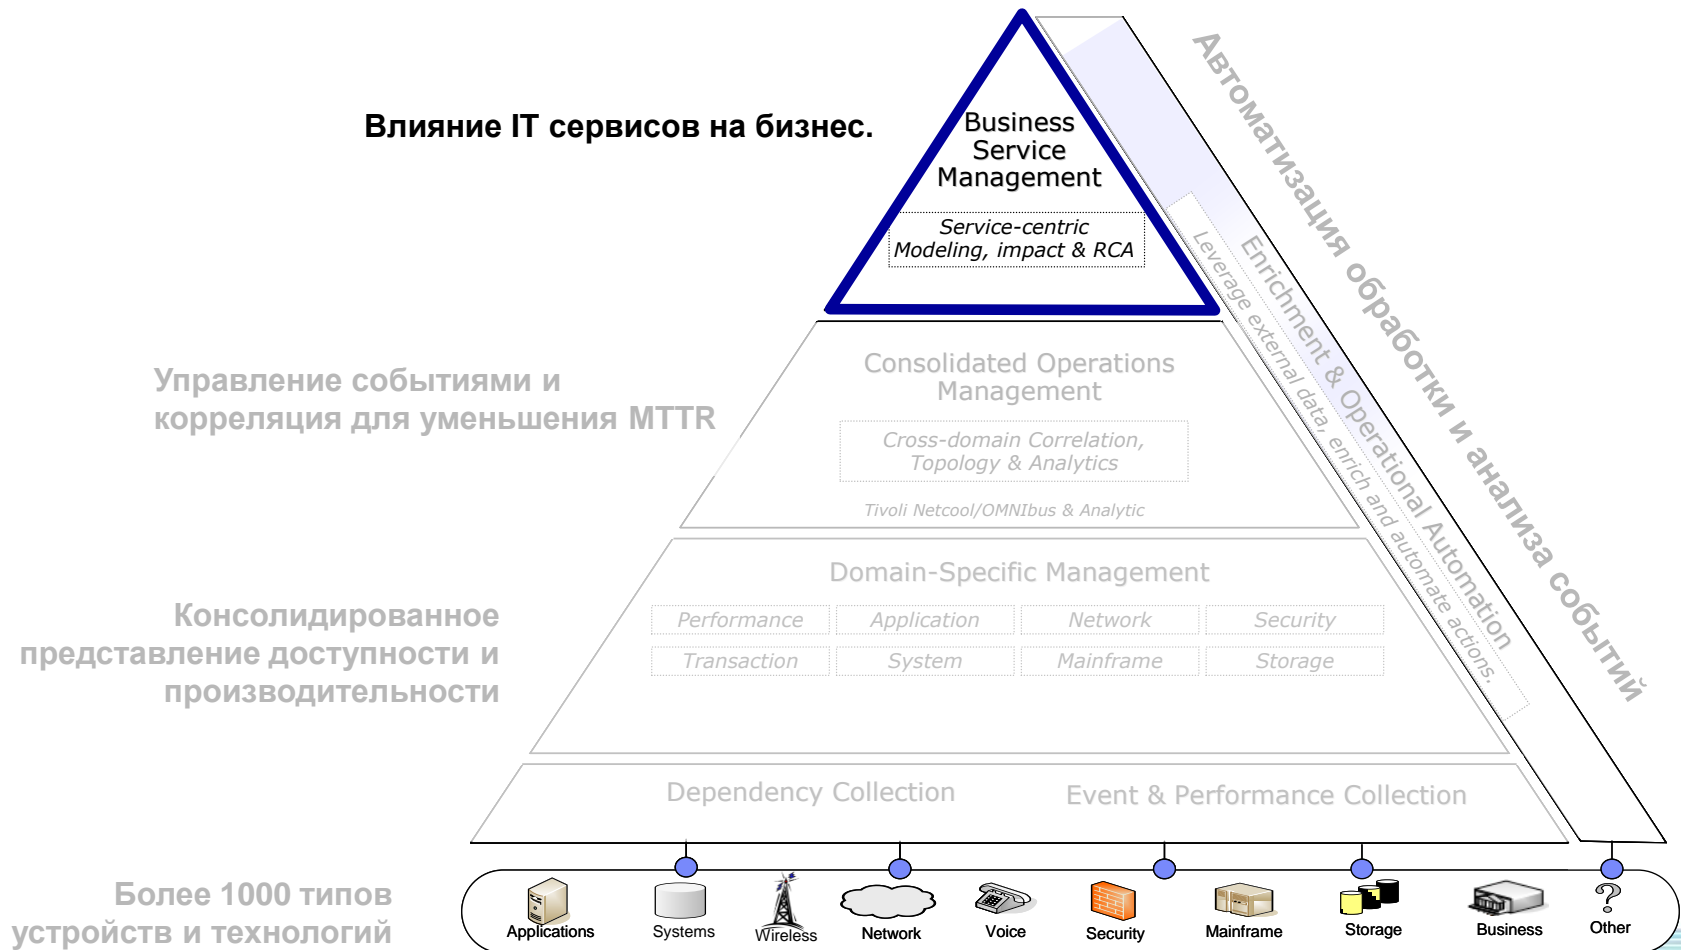 Влияние IT сервисов на бизнес.
Business
Service
Management
Service-centric
Modeling, impact & RCA
Автоматизация обработки и анализа событий
Enrichment & Operational Automation
Leverage external data, enrich and automate actions.
Управление событиями и
корреляция для уменьшения MTTR
Consolidated Operations
Management
Cross-domain Correlation,
Topology & Analytics
Tivoli Netcool/OMNIbus & Analytic
Консолидированное
представление доступности и
производительности
Domain-Specific Management
Performance Application Network Security
Transaction System Mainframe Storage
Dependency Collection Event & Performance Collection
Более 1000 типов
устройств и технологий
Applications Systems Wireless Network Voice Security Mainframe Storage Business Other